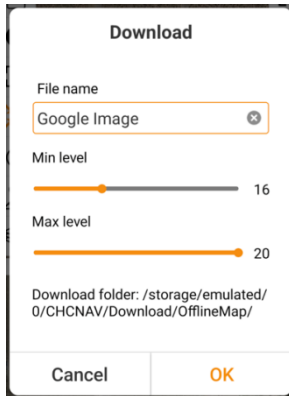 Download
File name
Google Image
Min level
16
Max level
20
Download folder: /storage/emulated/
0/CHCNAV/Download/OfflineMap/
Cancel
OK